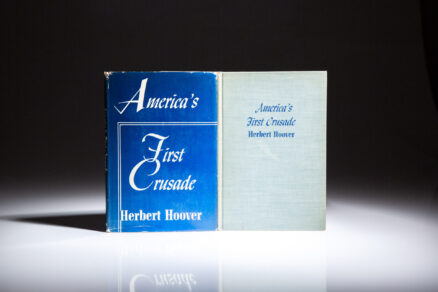 America's
First
Crusade
Herbert Hoover
America's
First Crusade
Herbert Hoover